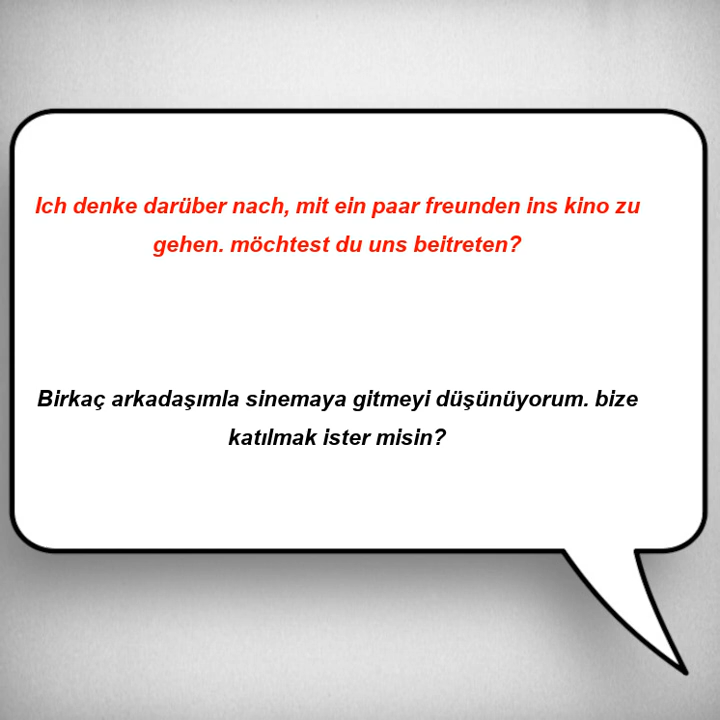 Ich denke darüber nach, mit ein paar freunden ins kino zu
gehen. möchtest du uns beitreten?
Birkaç arkadaşımla sinemaya gitmeyi düşünüyorum. bize
katılmak ister misin?